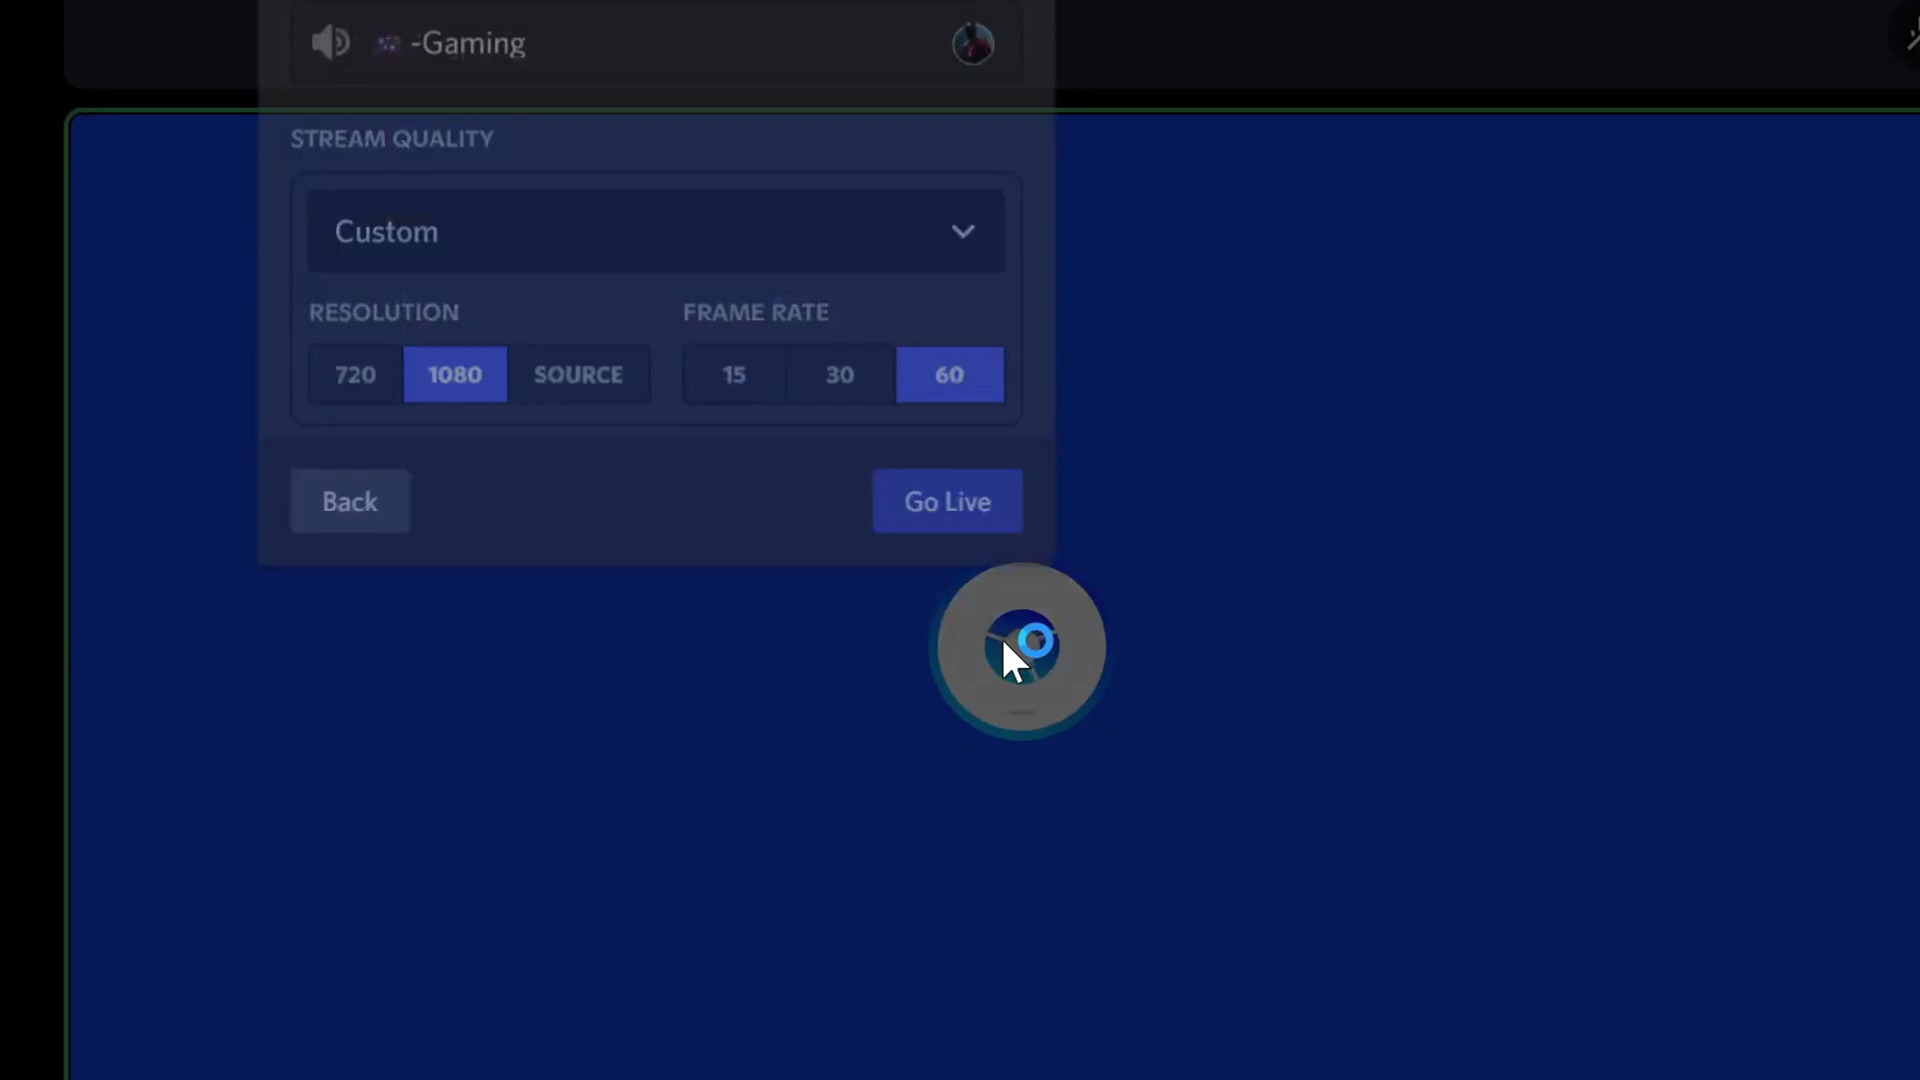 -Gaming
STREAM QUALITY
Custom
RESOLUTION FRAME RATE
720 1080 SOURCE 15 30 60
Back Go Live